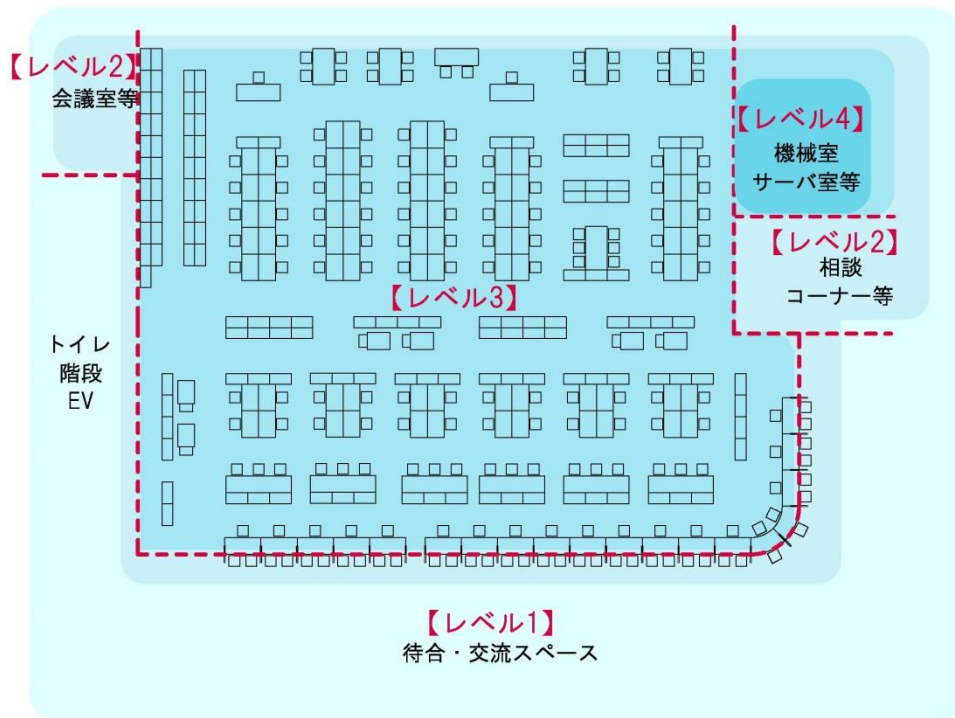 【レベル2】
会議室等
【レベル4】
機械室
サーバ室等
【レベル2】
相談
コーナー等
【レベル3】
トイレ
階段
EV
【レベル1】
待合・交流スペース